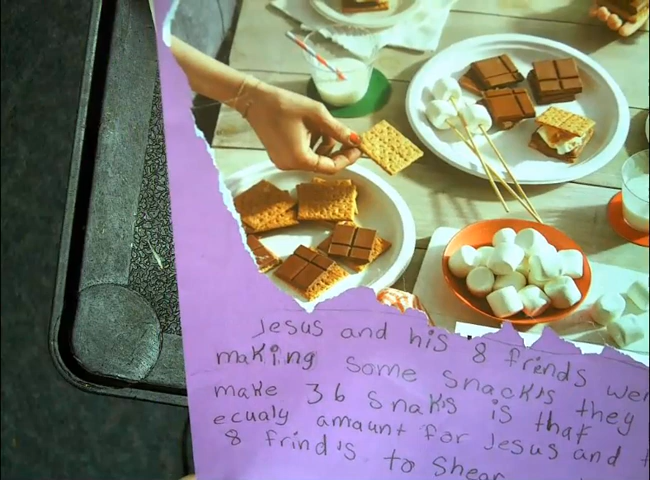 Jesus and his 8 frinds wer
making some snacks they
make 36 snaks is that
ecualy amaunt for Jesus and
8 frind's to shear